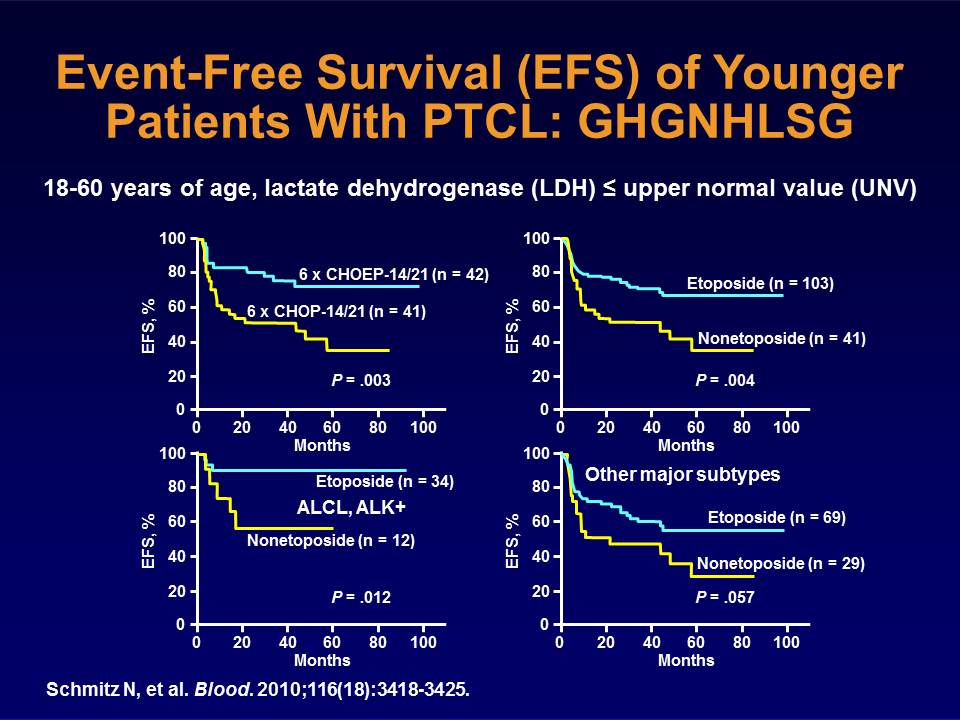 Event-Free Survival (EFS) of Younger
Patients With PTCL: GHGNHLSG
18-60 years of age, lactate dehydrogenase (LDH) ≤ upper normal value (UNV)
EFS, %
100
80
60
40
20
0
6 x CHOEP-14/21 (n = 42)
6 x CHOP-14/21 (n = 41)
P = .003
0 20 40 60 80 100
Months
EFS, %
100
80
60
40
20
0
Etoposide (n = 103)
Nonetoposide (n = 41)
P = .004
0 20 40 60 80 100
Months
EFS, %
100
80
60
40
20
0
Etoposide (n = 34)
ALCL, ALK+
Nonetoposide (n = 12)
P = .012
0 20 40 60 80 100
Months
EFS, %
100
80
60
40
20
0
Other major subtypes
Etoposide (n = 69)
Nonetoposide (n = 29)
P = .057
0 20 40 60 80 100
Months
Schmitz N, et al. Blood. 2010;116(18):3418-3425.